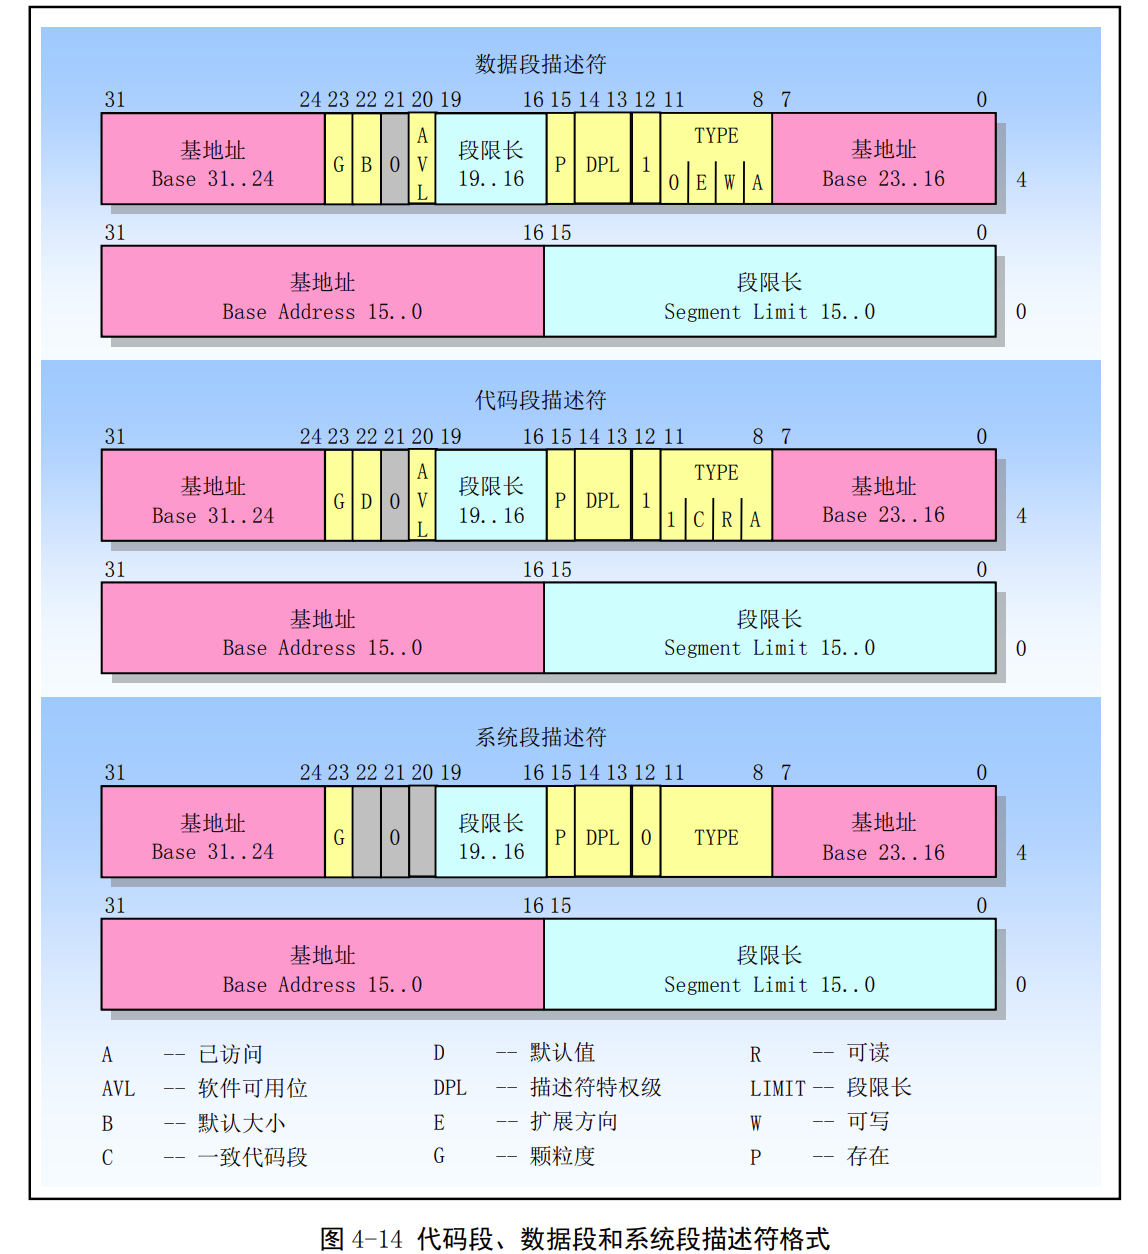 数据段描述符
31 24 23 22 21 20 19 16 15 14 13 12 11 8 7 0
基地址 Base 31..24 G B 0 AVL 段限长 19..16 P DPL 1 TYPE 0 E W A 基地址 Base 23..16 4
31 16 15 0
基地址 段限长
Base Address 15..0 Segment Limit 15..0 0
代码段描述符
31 24 23 22 21 20 19 16 15 14 13 12 11 8 7 0
基地址 Base 31..24 G D 0 AVL 段限长 19..16 P DPL 1 TYPE 1 C R A 基地址 Base 23..16 4
31 16 15 0
基地址 段限长
Base Address 15..0 Segment Limit 15..0 0
系统段描述符
31 24 23 22 21 20 19 16 15 14 13 12 11 8 7 0
基地址 Base 31..24 G 0 段限长 19..16 P DPL 0 TYPE 基地址 Base 23..16 4
31 16 15 0
基地址 段限长
Base Address 15..0 Segment Limit 15..0 0
A -- 已访问 D -- 默认值 R -- 可读
AVL -- 软件可用位 DPL -- 描述符特权级 LIMIT -- 段限长
B -- 默认大小 E -- 扩展方向 W -- 可写
C -- 一致代码段 G -- 颗粒度 P -- 存在
图 4-14 代码段、数据段和系统段描述符格式